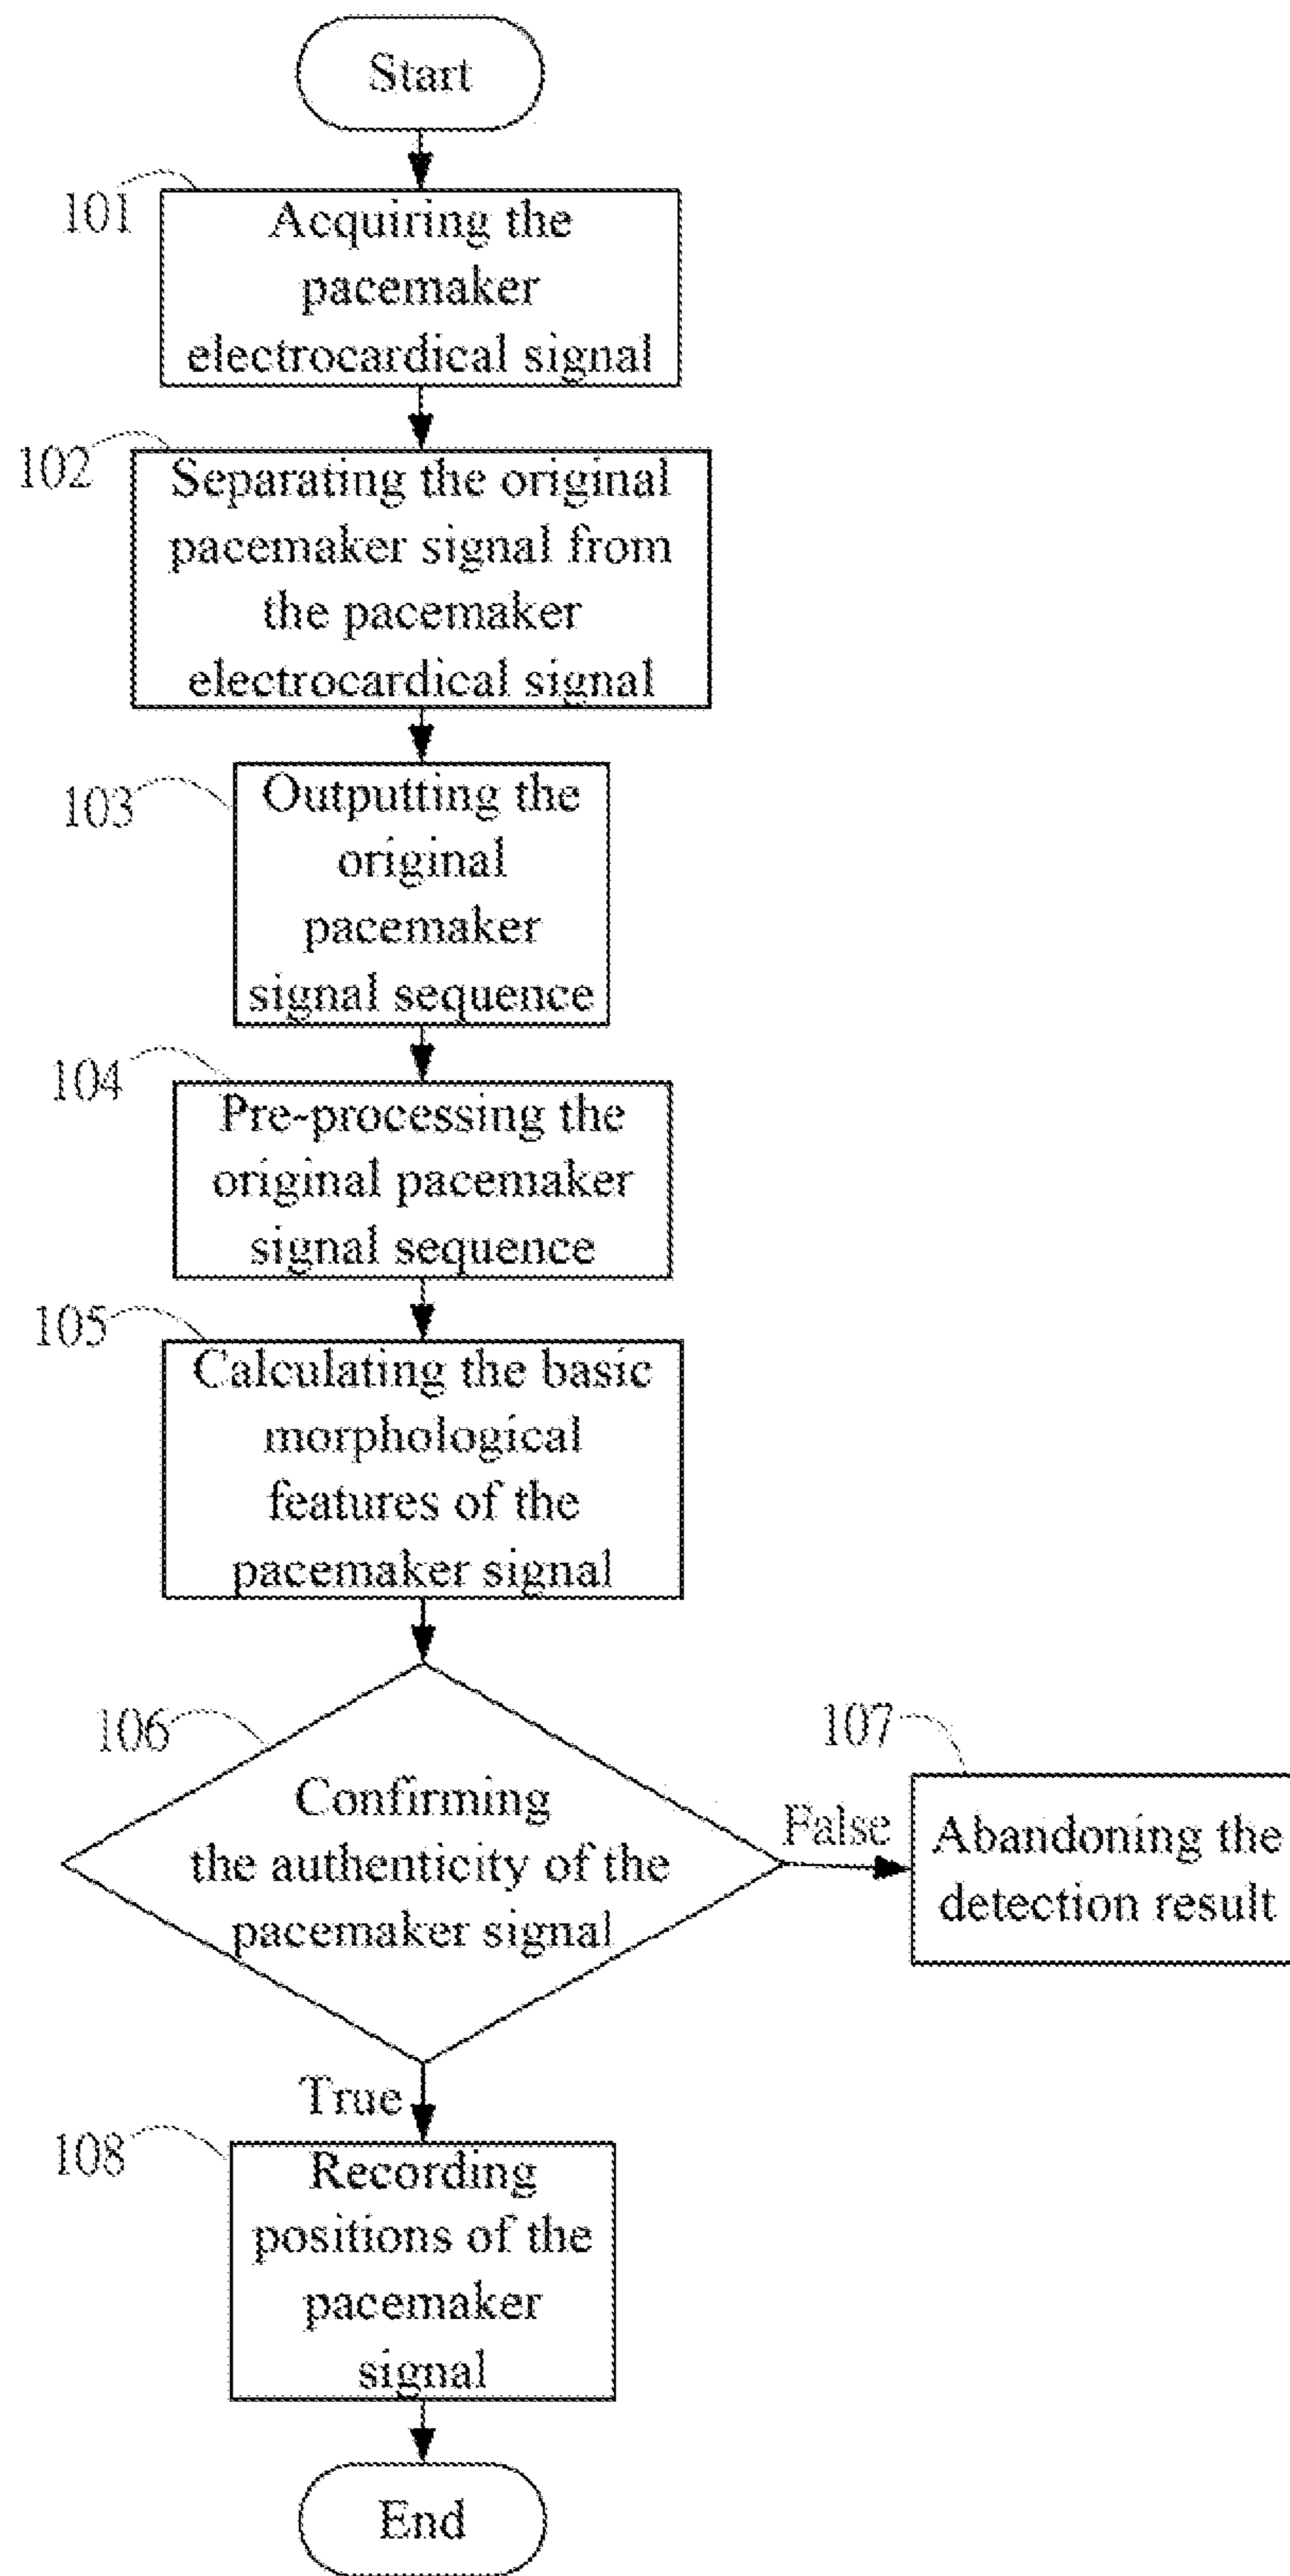 Start
101
Acquiring the
pacemaker
electrocardical signal
102
Separating the original
pacemaker signal from
the pacemaker
electrocardical signal
103
Outputting the
original
pacemaker
signal sequence
104
Pre-processing the
original pacemaker
signal sequence
105
Calculating the basic
morphological
features of the
pacemaker signal
106
Confirming
the authenticity of the
pacemaker signal
False
107
Abandoning the
detection result
True
108
Recording
positions of the
pacemaker
signal
End